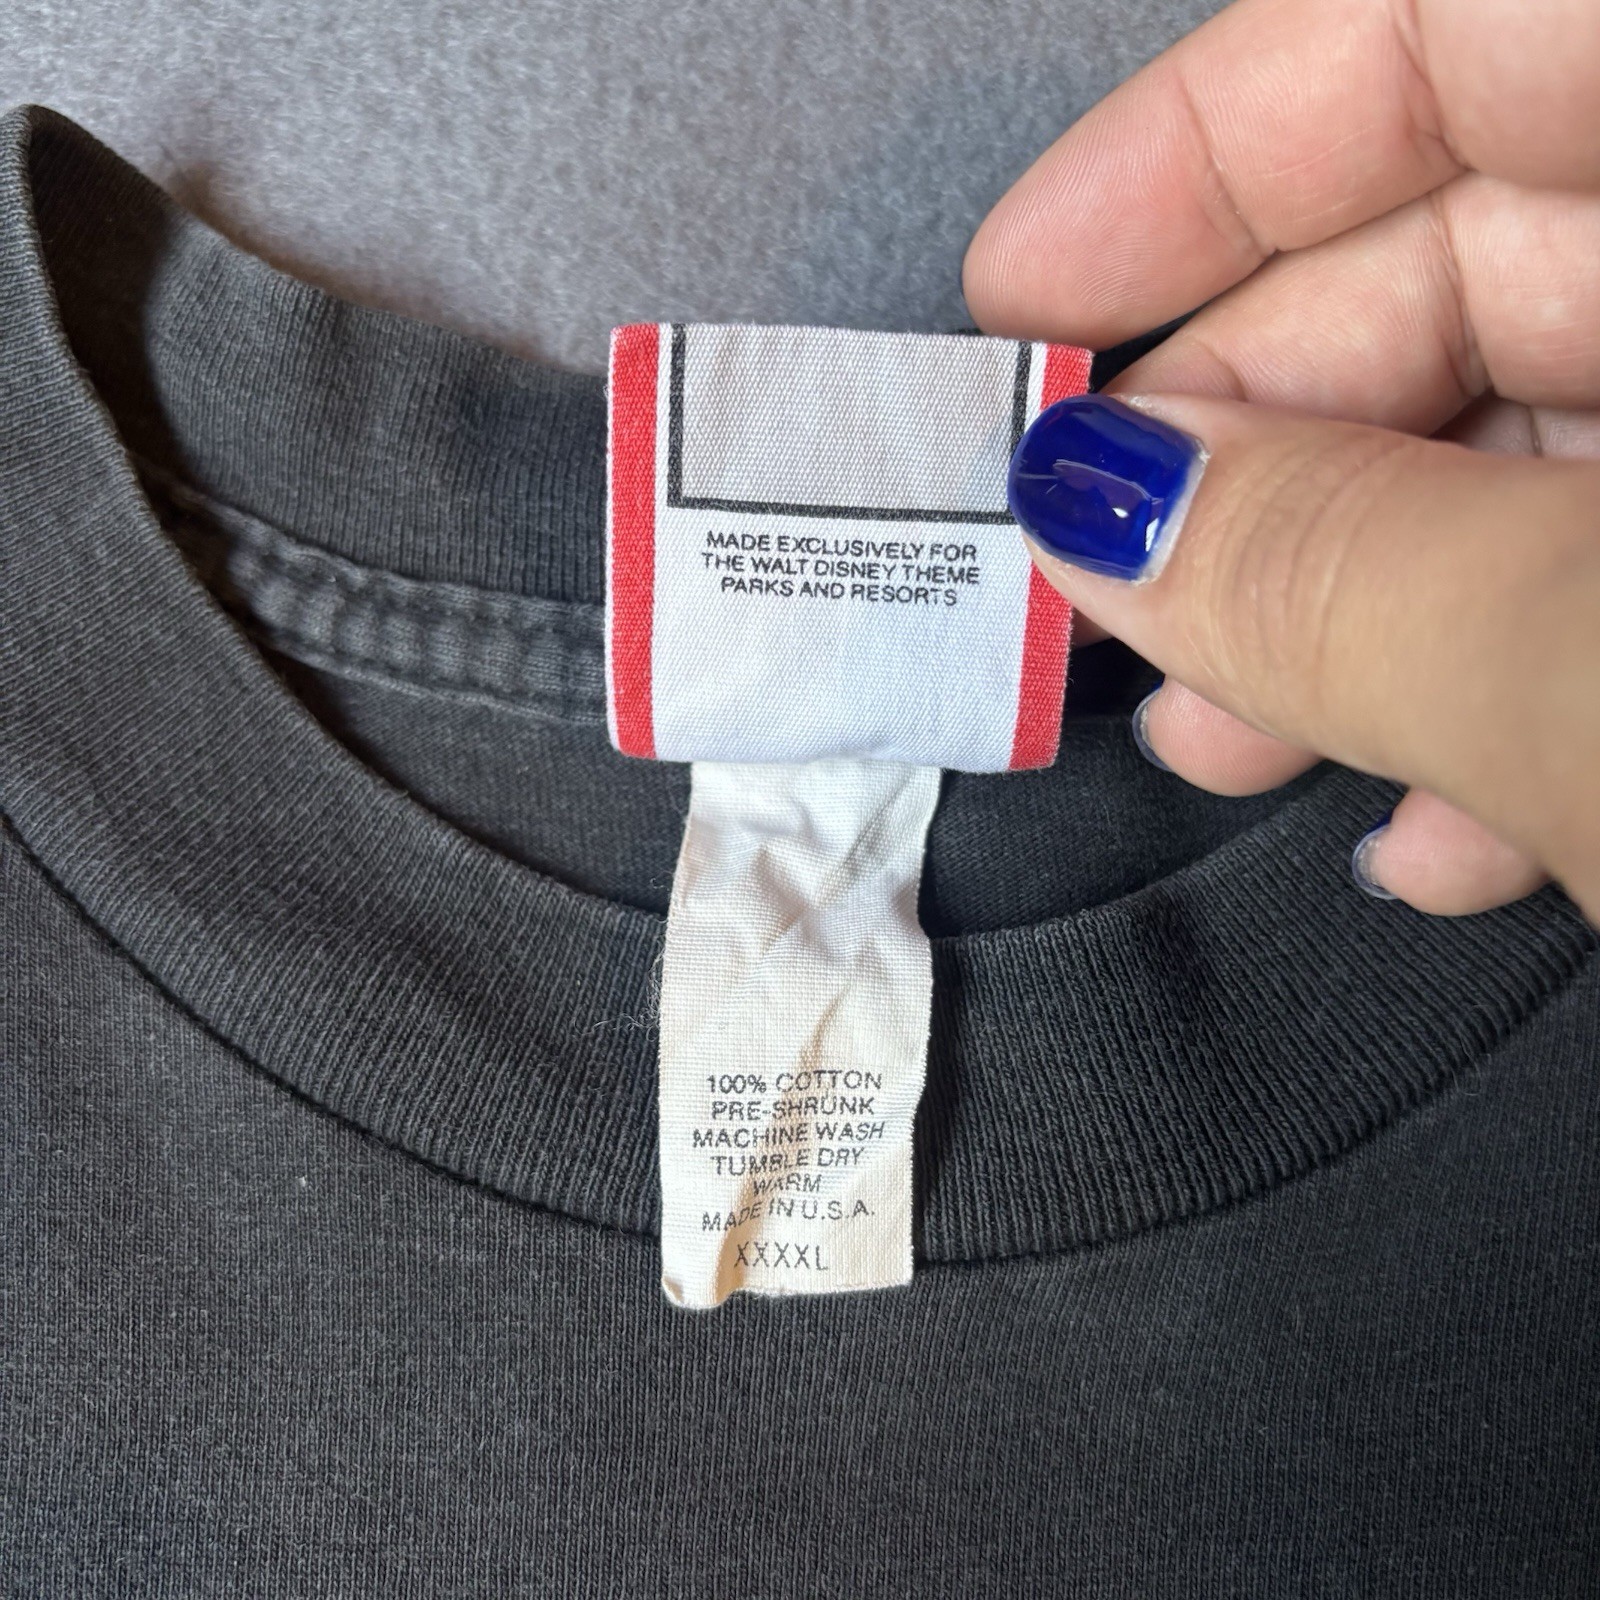 MADE EXCLUSIVELY FOR
THE WALT DISNEY THEME
PARKS AND RESORTS
100% COTTON
PRE-SHRUNK
MACHINE WASH
TUMBLE DRY
WARM
MADE IN U.S.A.
XXXXL